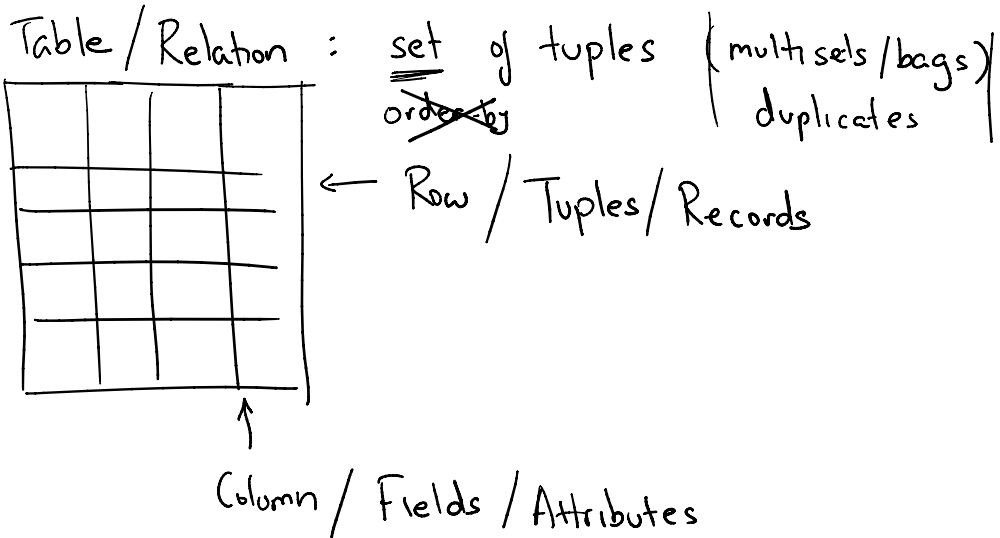 Table / Relation : set of tuples (multisets/bags)
order-by duplicates
Row / Tuples / Records
Column / Fields / Attributes